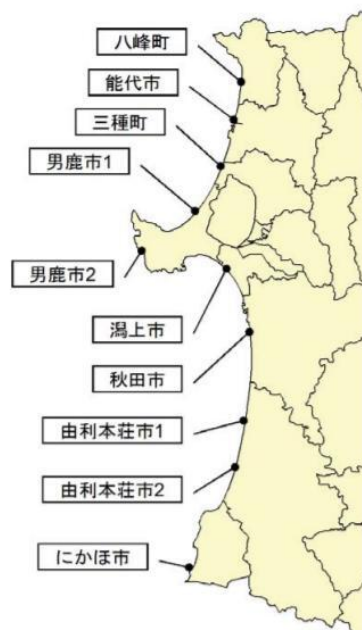 八峰町
能代市
三種町
男鹿市1
男鹿市2
潟上市
秋田市
由利本荘市1
由利本荘市2
にかほ市